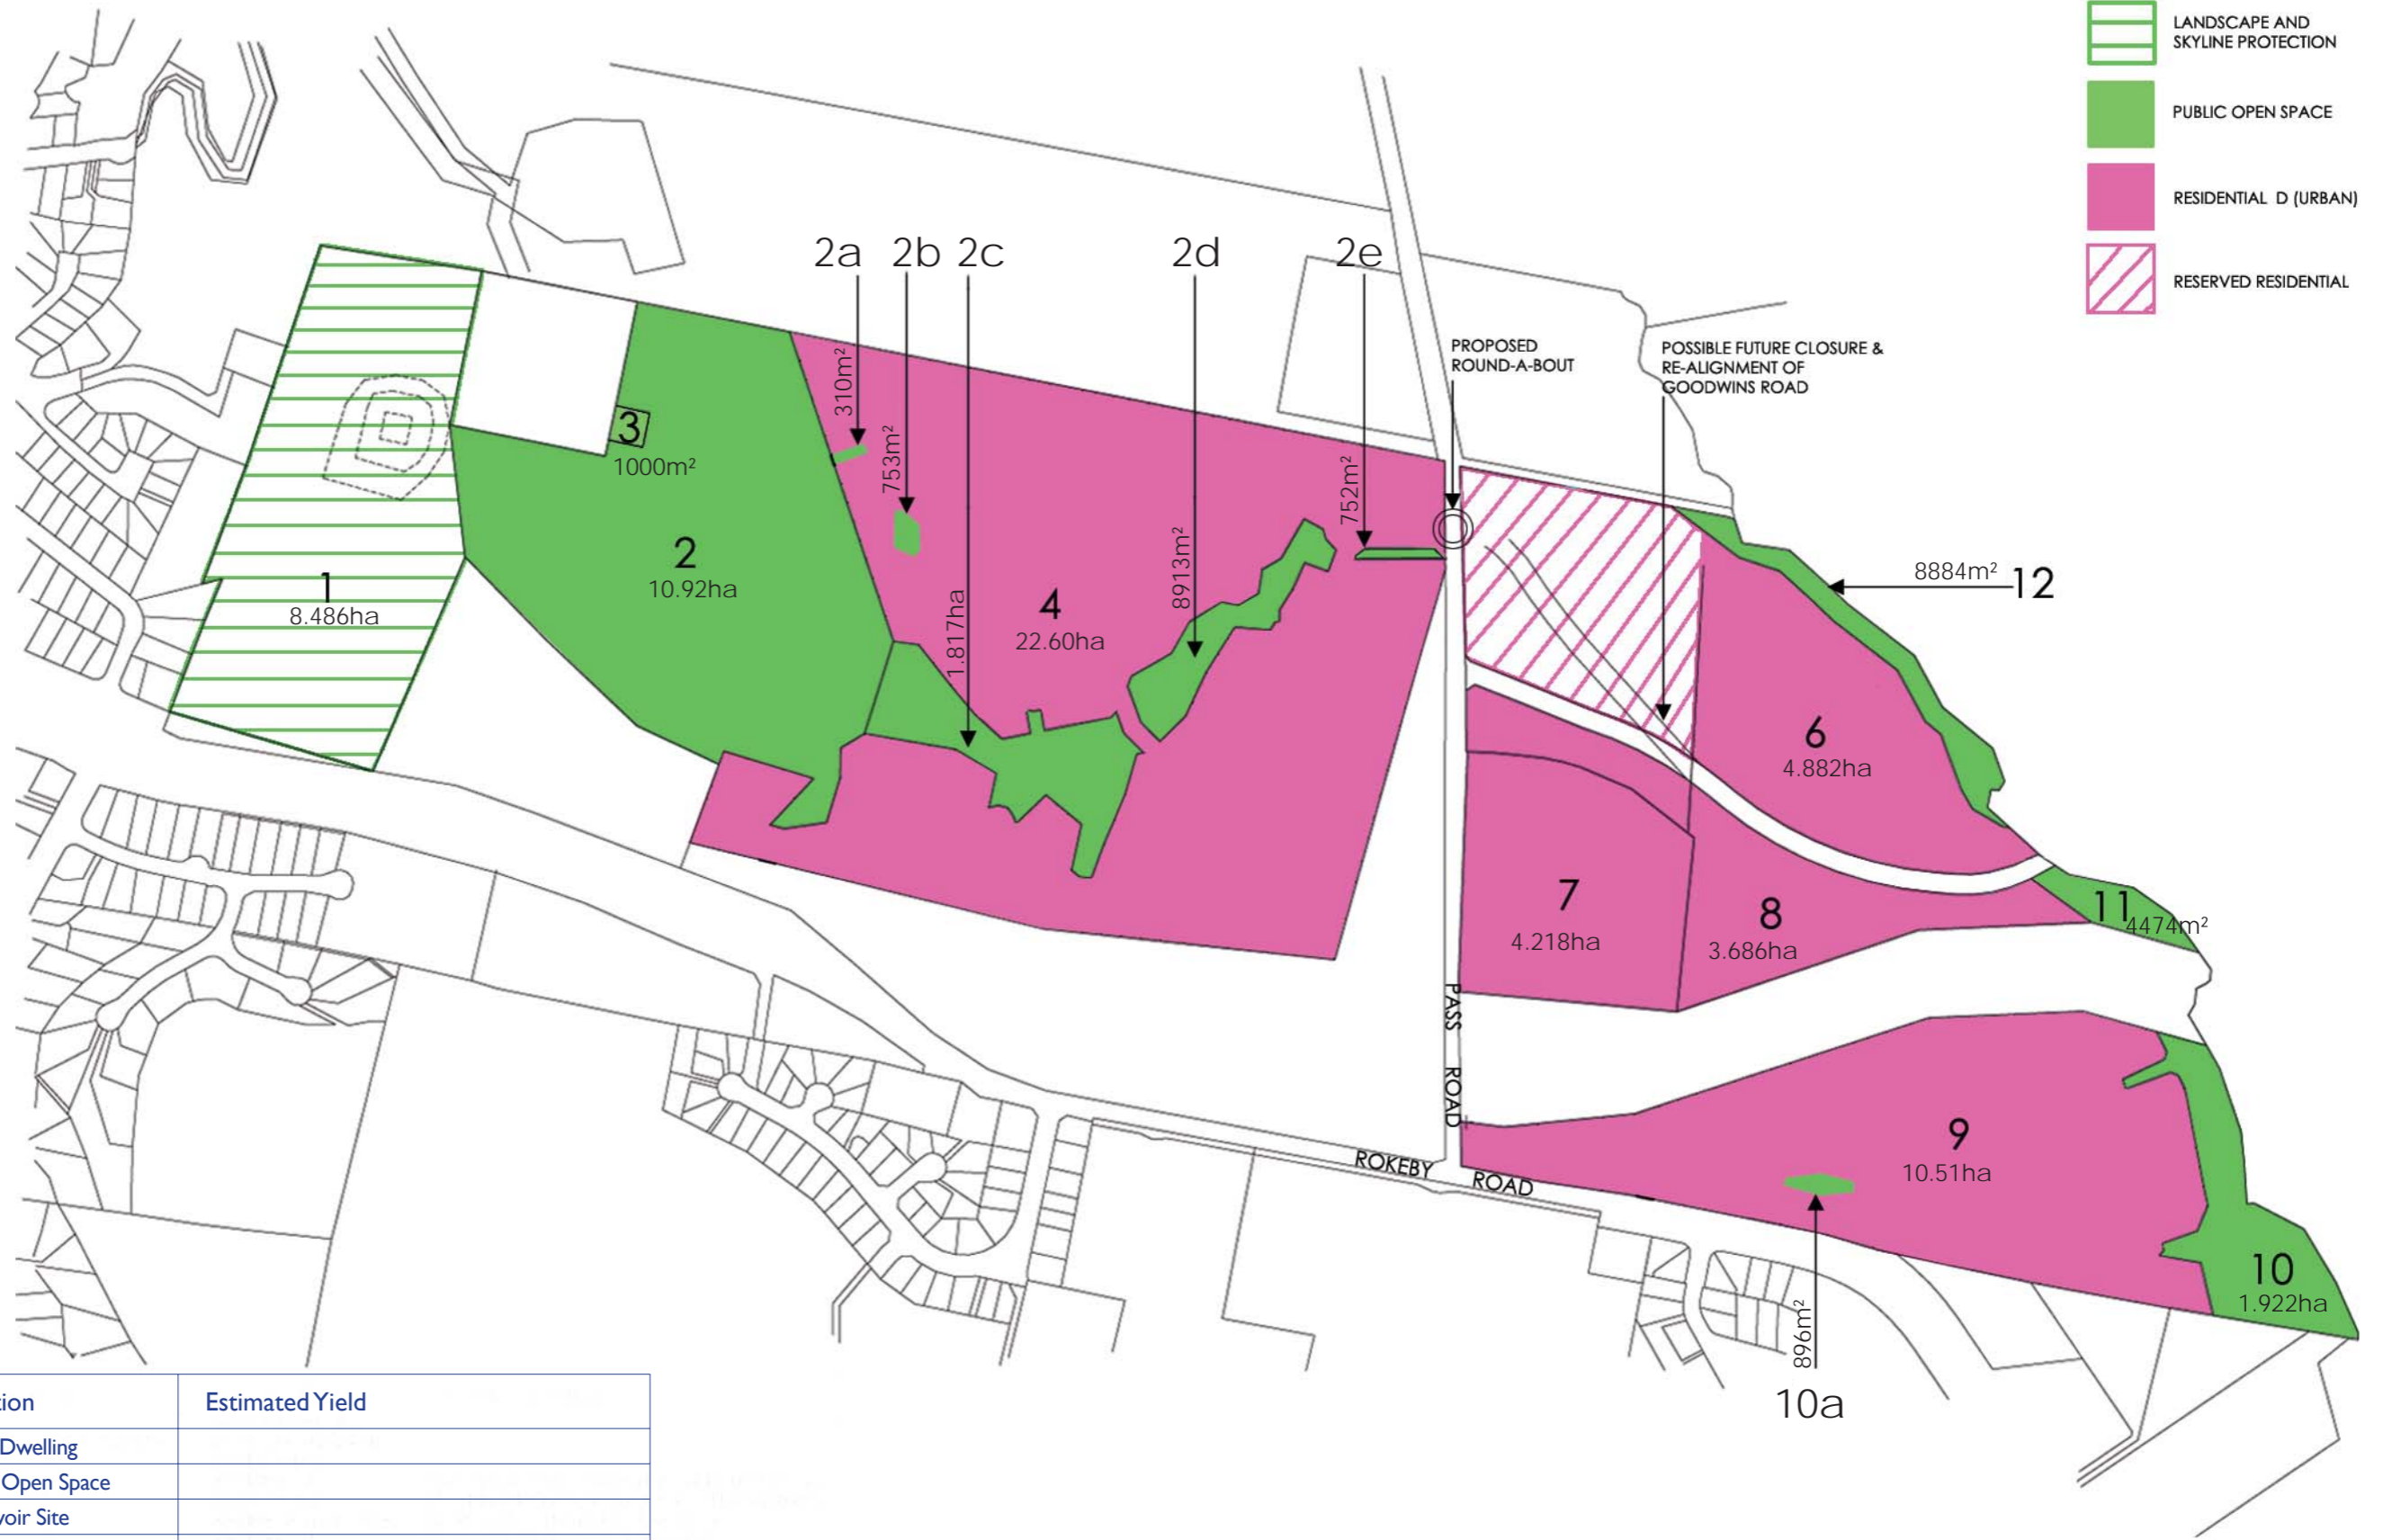 LANDSCAPE AND
SKYLINE PROTECTION
PUBLIC OPEN SPACE
RESIDENTIAL D (URBAN)
RESERVED RESIDENTIAL
2a
2b
2c
2d
2e
310m²
753m²
1.817ha
8913m²
752m²
PROPOSED
ROUND-A-BOUT
POSSIBLE FUTURE CLOSURE &
RE-ALIGNMENT OF
GOODWINS ROAD
3
1000m²
1
8.486ha
2
10.92ha
4
22.60ha
8884m²
12
6
4.882ha
7
4.218ha
8
3.686ha
11
4474m²
PASS ROAD
ROKEBY ROAD
9
10.51ha
10
1.922ha
896m²
10a
tion
Estimated Yield
Dwelling
Open Space
voir Site